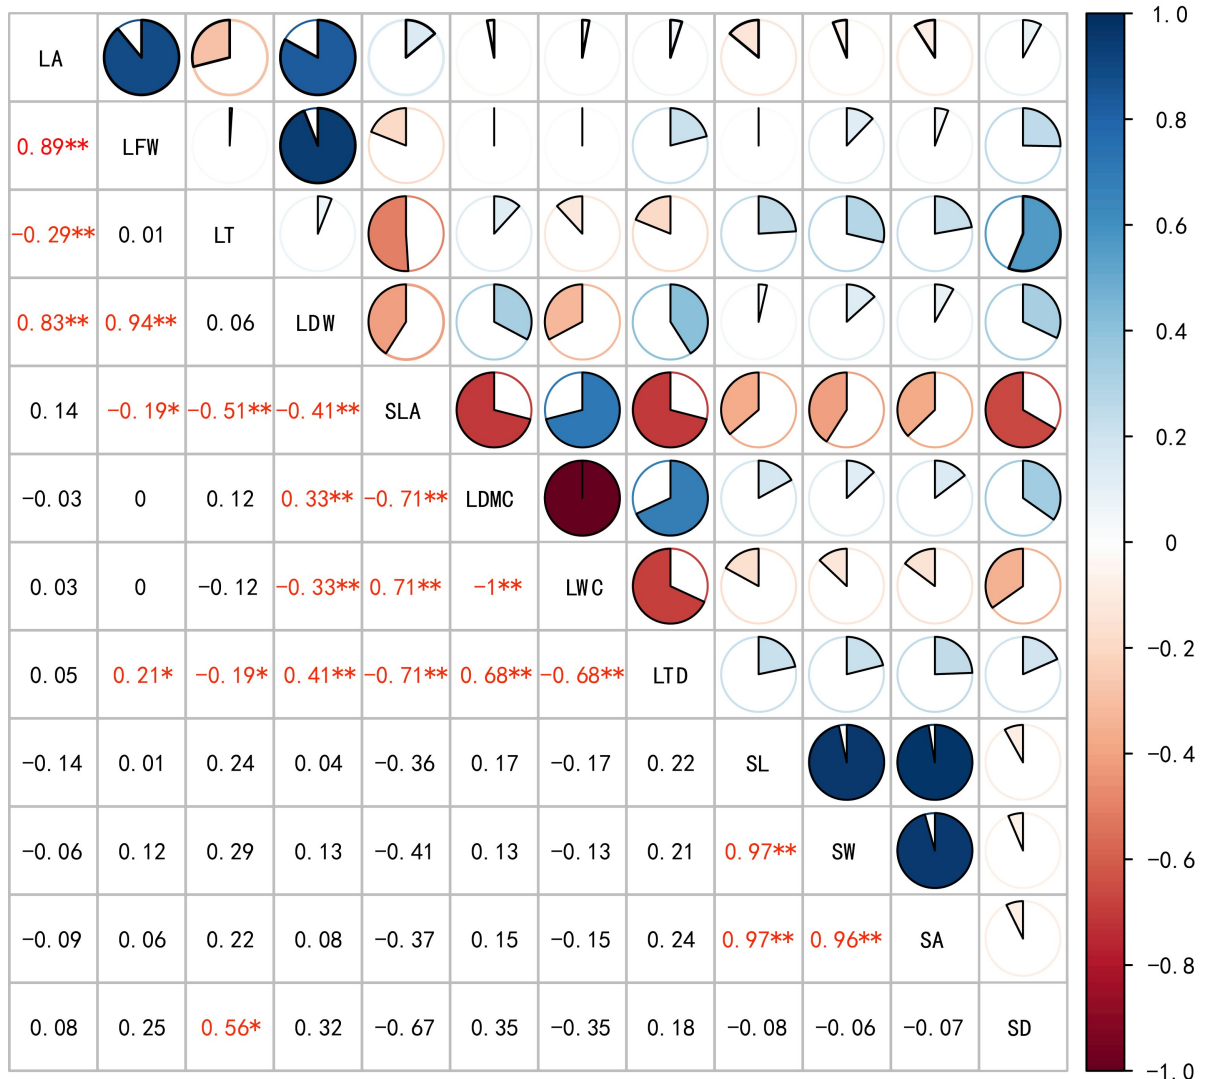 LA
0.89** LFW
-0.29** 0.01 LT
0.83** 0.94** 0.06 LDW
0.14 -0.19* -0.51** -0.41** SLA
-0.03 0 0.12 0.33** -0.71** LDMC
0.03 0 -0.12 -0.33** 0.71** -1** LWC
0.05 0.21* -0.19* 0.41** -0.71** 0.68** -0.68** LTD
-0.14 0.01 0.24 0.04 -0.36 0.17 -0.17 0.22 SL
-0.06 0.12 0.29 0.13 -0.41 0.13 -0.13 0.21 0.97** SW
-0.09 0.06 0.22 0.08 -0.37 0.15 -0.15 0.24 0.97** 0.96** SA
0.08 0.25 0.56* 0.32 -0.67 0.35 -0.35 0.18 -0.08 -0.06 -0.07 SD
1.0
0.8
0.6
0.4
0.2
0
-0.2
-0.4
-0.6
-0.8
-1.0